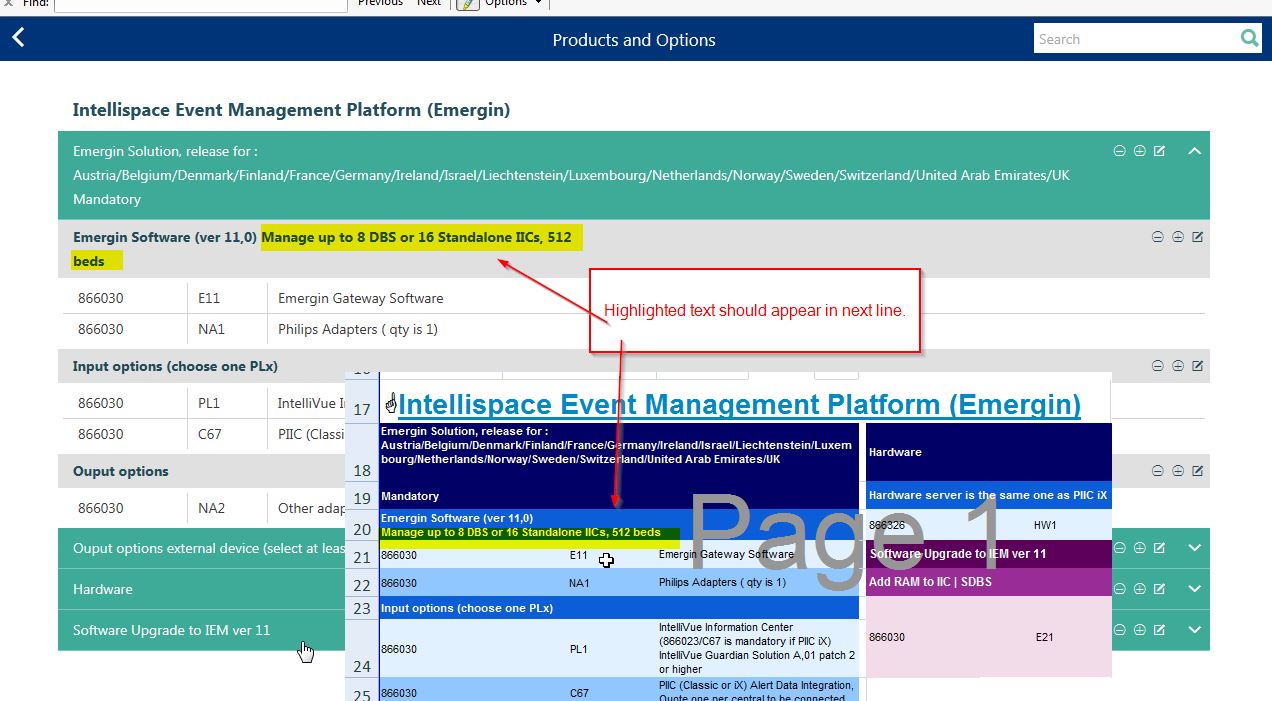 Find:
Previous
Next
Options
Products and Options
Search
Intellispace Event Management Platform (Emergin)
Emergin Solution, release for :
Austria/Belgium/Denmark/Finland/France/Germany/Ireland/Israel/Liechtenstein/Luxembourg/Netherlands/Norway/Sweden/Switzerland/United Arab Emirates/UK
Mandatory
Emergin Software (ver 11,0) Manage up to 8 DBS or 16 Standalone IICs, 512
beds
866030 E11 Emergin Gateway Software
866030 NA1 Philips Adapters ( qty is 1)
Highlighted text should appear in next line.
Input options (choose one PLx)
866030 PL1 IntelliVue
866030 C67 PIIC (Classi
Ouput options
866030 NA2 Other adap
Ouput options external device (select at leas
Hardware
Software Upgrade to IEM ver 11
17 Intellispace Event Management Platform (Emergin)
Emergin Solution, release for :
Austria/Belgium/Denmark/Finland/France/Germany/Ireland/Israel/Liechtenstein/Luxem
bourg/Netherlands/Norway/Sweden/Switzerland/United Arab Emirates/UK
18
Hardware
19 Mandatory
Hardware server is the same one as PIIC iX
Emergin Software (ver 11,0)
20 Manage up to 8 DBS or 16 Standalone IICs, 512 beds
866326 HW1
Page 1
21 866030 E11 Emergin Gateway Software
Software Upgrade to IEM ver 11
22 866030 NA1 Philips Adapters ( qty is 1)
Add RAM to IIC | SDBS
23 Input options (choose one PLx)
IntelliVue Information Center
(866023/C67 is mandatory if PIIC iX)
866030 PL1 IntelliVue Guardian Solution A,01 patch 2
24 or higher
866030 E21
PIIC (Classic or iX) Alert Data Integration,
25 866030 C67 Quote one per central to be connected